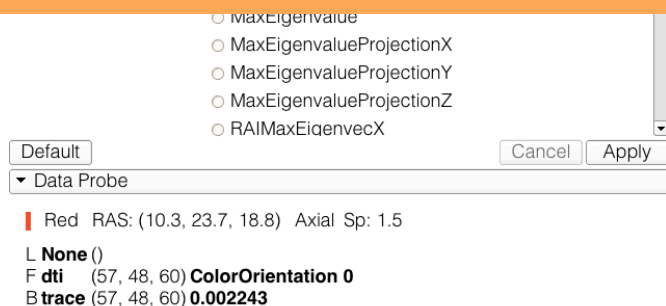 MaxEigenvalue
MaxEigenvalueProjectionX
MaxEigenvalueProjectionY
MaxEigenvalueProjectionZ
RAIMaxEigenvecX
Default Cancel Apply
Data Probe
Red RAS: (10.3, 23.7, 18.8) Axial Sp: 1.5
L None ()
F dti (57, 48, 60) ColorOrientation 0
B trace (57, 48, 60) 0.002243